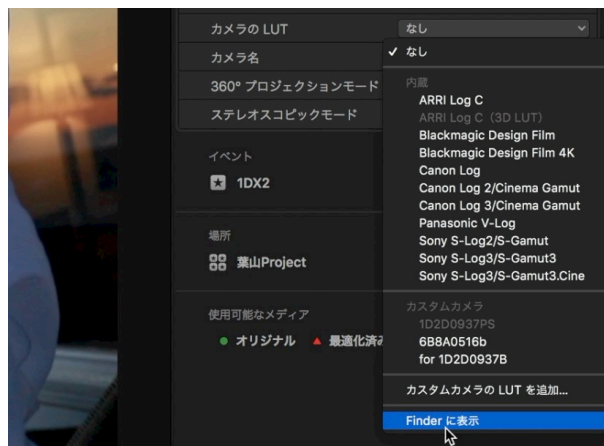 カメラの LUT
なし
カメラ名
360° プロジェクションモード
ステレオスコピックモード
イベント
1DX2
場所
葉山Project
使用可能なメディア
オリジナル
最適化済み
✓ なし
内蔵
ARRI Log C
ARRI Log C（3D LUT）
Blackmagic Design Film
Blackmagic Design Film 4K
Canon Log
Canon Log 2/Cinema Gamut
Canon Log 3/Cinema Gamut
Panasonic V-Log
Sony S-Log2/S-Gamut
Sony S-Log3/S-Gamut3
Sony S-Log3/S-Gamut3.Cine
カスタムカメラ
1D2D0937PS
6B8A0516b
for 1D2D0937B
カスタムカメラの LUT を追加...
Finder に表示